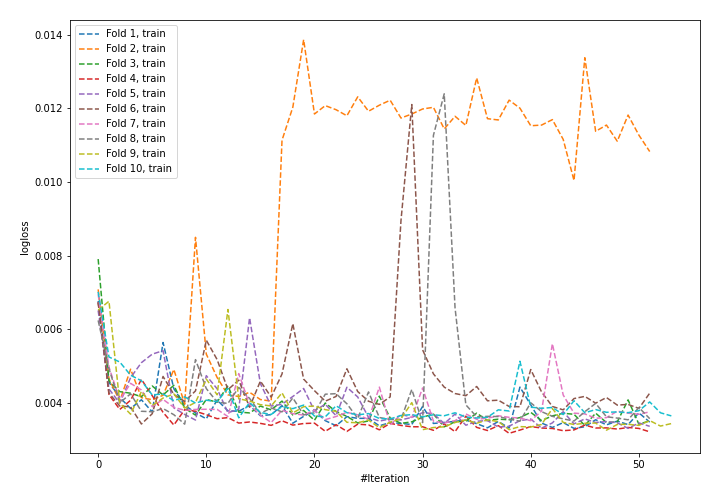 0.014
0.012
0.010
0.008
0.006
0.004
logloss
Fold 1, train
Fold 2, train
Fold 3, train
Fold 4, train
Fold 5, train
Fold 6, train
Fold 7, train
Fold 8, train
Fold 9, train
Fold 10, train
0
10
20
30
40
50
#Iteration